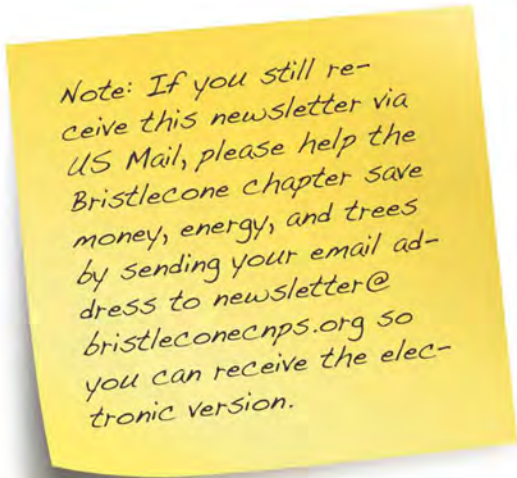 Note: If you still re-
ceive this newsletter via
US Mail, please help the
Bristlecone chapter save
money, energy, and trees
by sending your email ad-
dress to newsletter@
bristleconecnps.org so
you can receive the elec-
tronic version.